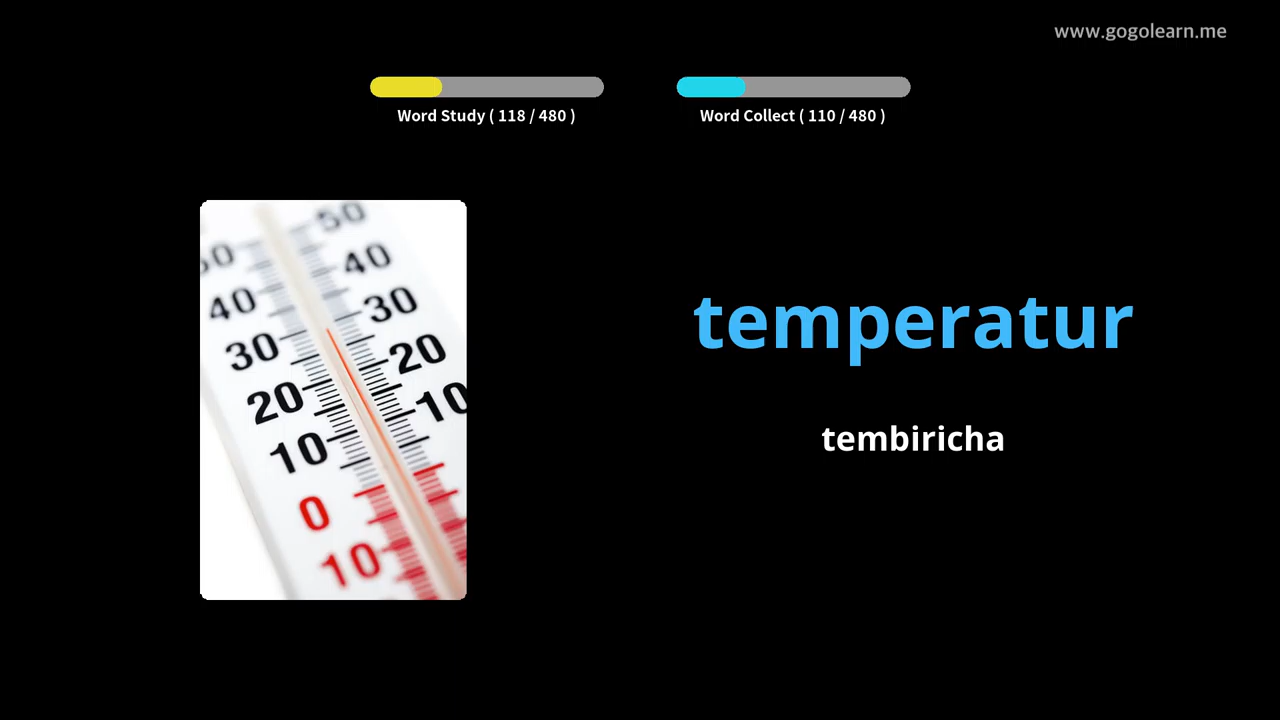 www.gogolearn.me
Word Study ( 118 / 480 )
Word Collect ( 110 / 480 )
temperatur
tembiricha
50
50
40
40
30
30
20
20
10
10
0
10